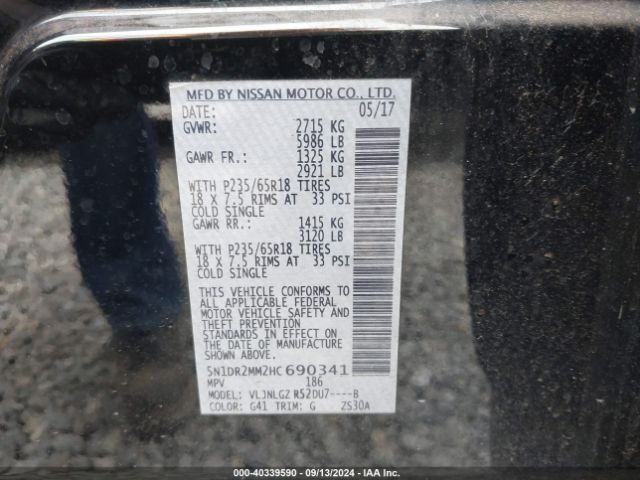 MFD BY NISSAN MOTOR CO., LTD.
DATE: 05/17
GVWR: 2715 KG
5986 LB
GAWR FR.: 1325 KG
2921 LB
WITH P235/65R18 TIRES
18 X 7.5 RIMS AT 33 PSI
COLD SINGLE
GAWR RR.: 1415 KG
3120 LB
WITH P235/65R18 TIRES
18 X 7.5 RIMS AT 33 PSI
COLD SINGLE
THIS VEHICLE CONFORMS TO
ALL APPLICABLE FEDERAL
MOTOR VEHICLE SAFETY AND
THEFT PREVENTION
STANDARDS IN EFFECT ON
THE DATE OF MANUFACTURE
SHOWN ABOVE.
5N1DR2MM2HC690341
MPV 186
MODEL: VLJNLGZ R52DU7----B
COLOR: G41 TRIM: G ZS30A
000-40339590 - 09/13/2024 - IAA Inc.